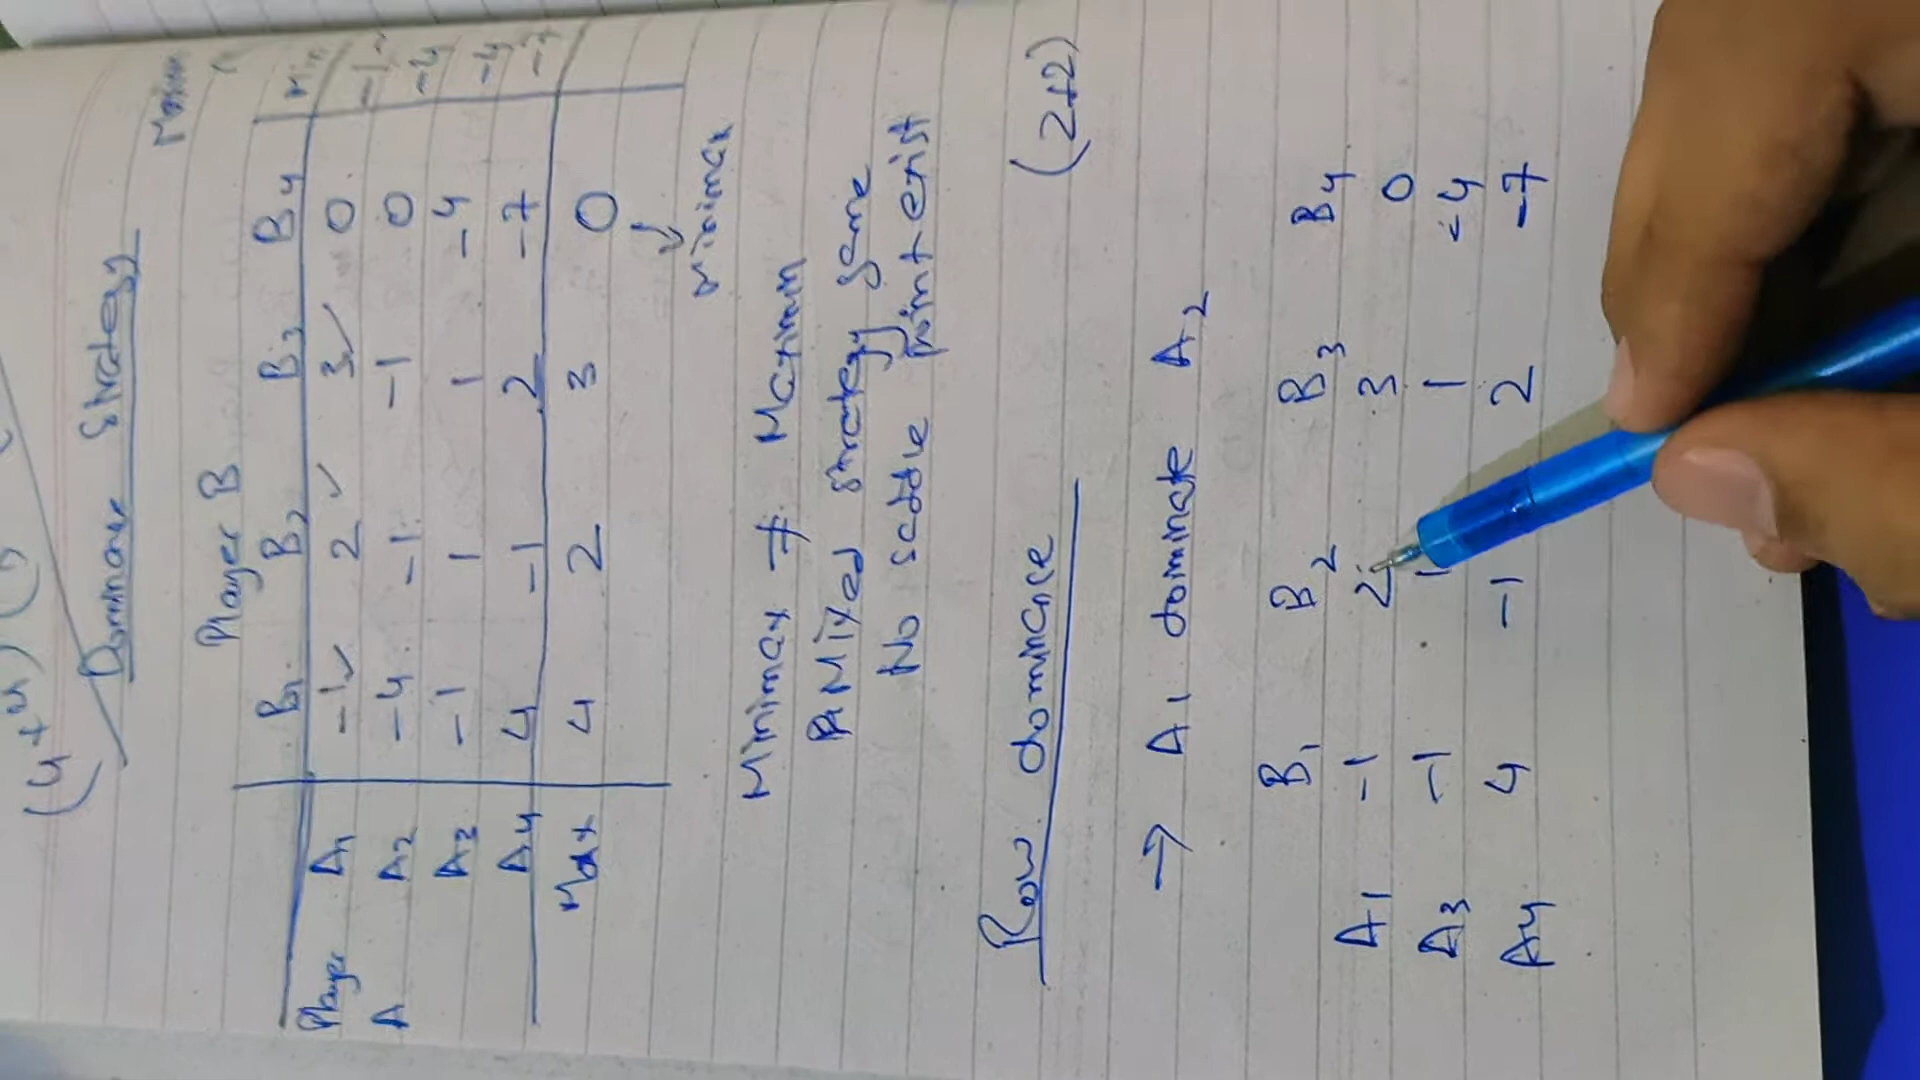 Dominance Strategy
Player B
B1 B2 B3 B4 Min
Player A1 -1 2 3 0 -1
A A2 -4 -1 -1 0 -4
A3 -1 1 1 -4 -4
A4 4 -1 2 -7 -7
Max 4 2 3 0
Minimax
Minimax ≠ Maximin
Mixed strategy game
No saddle point exist
Row dominance (2×2)
→ A1 dominate A2
B1 B2 B3 B4
A1 -1 2 3 0
A3 -1 1 1 -4
A4 4 -1 2 -7